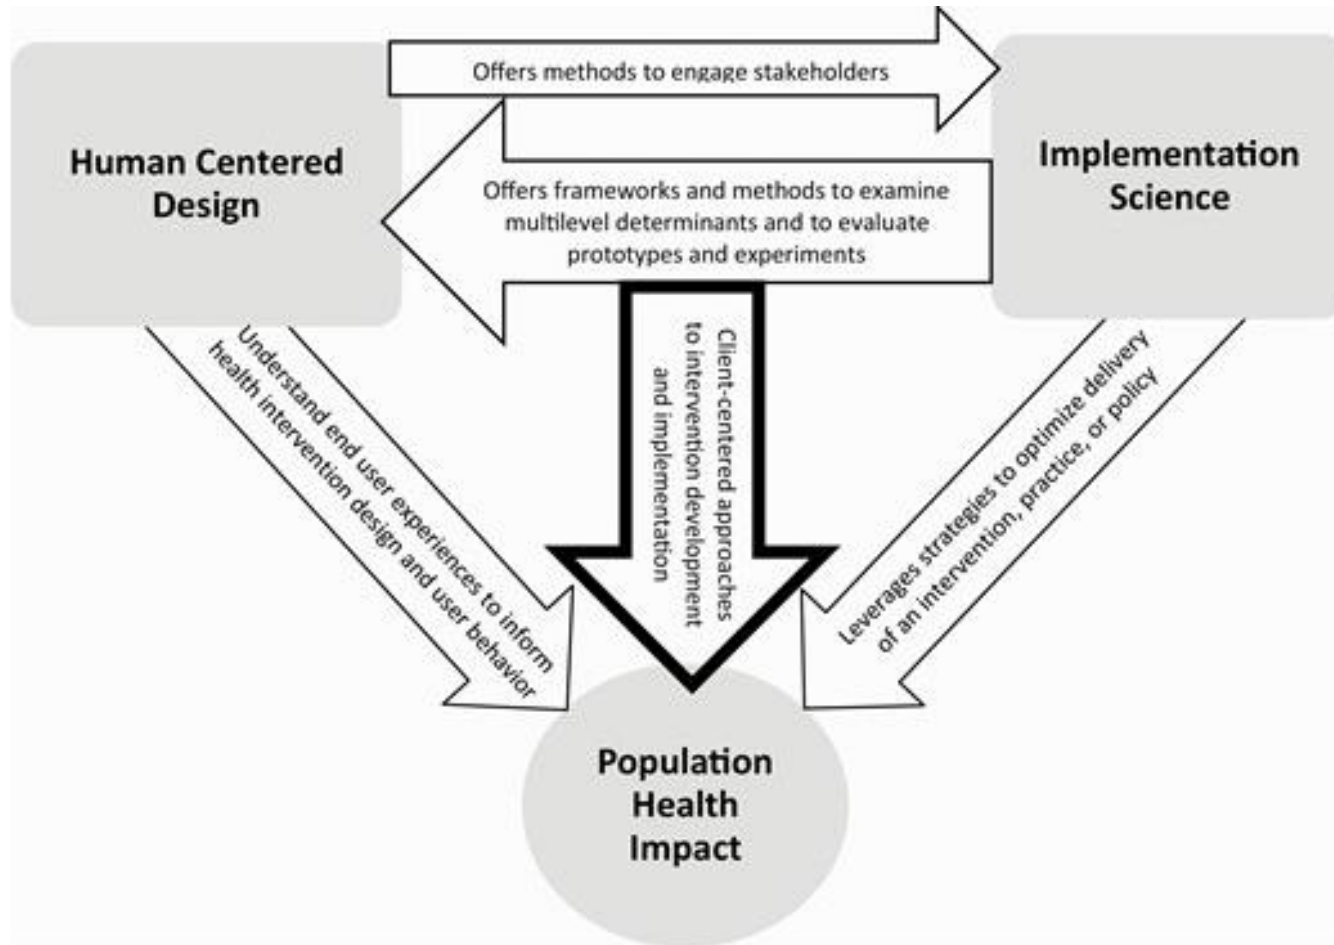 Offers methods to engage stakeholders
Human Centered
Design
Implementation
Science
Offers frameworks and methods to examine
multilevel determinants and to evaluate
prototypes and experiments
Understand end user experiences to inform
health intervention design and user behavior
Client-centered approaches
to intervention development
and implementation
Leverages strategies to optimize delivery
of an intervention, practice, or policy
Population
Health
Impact